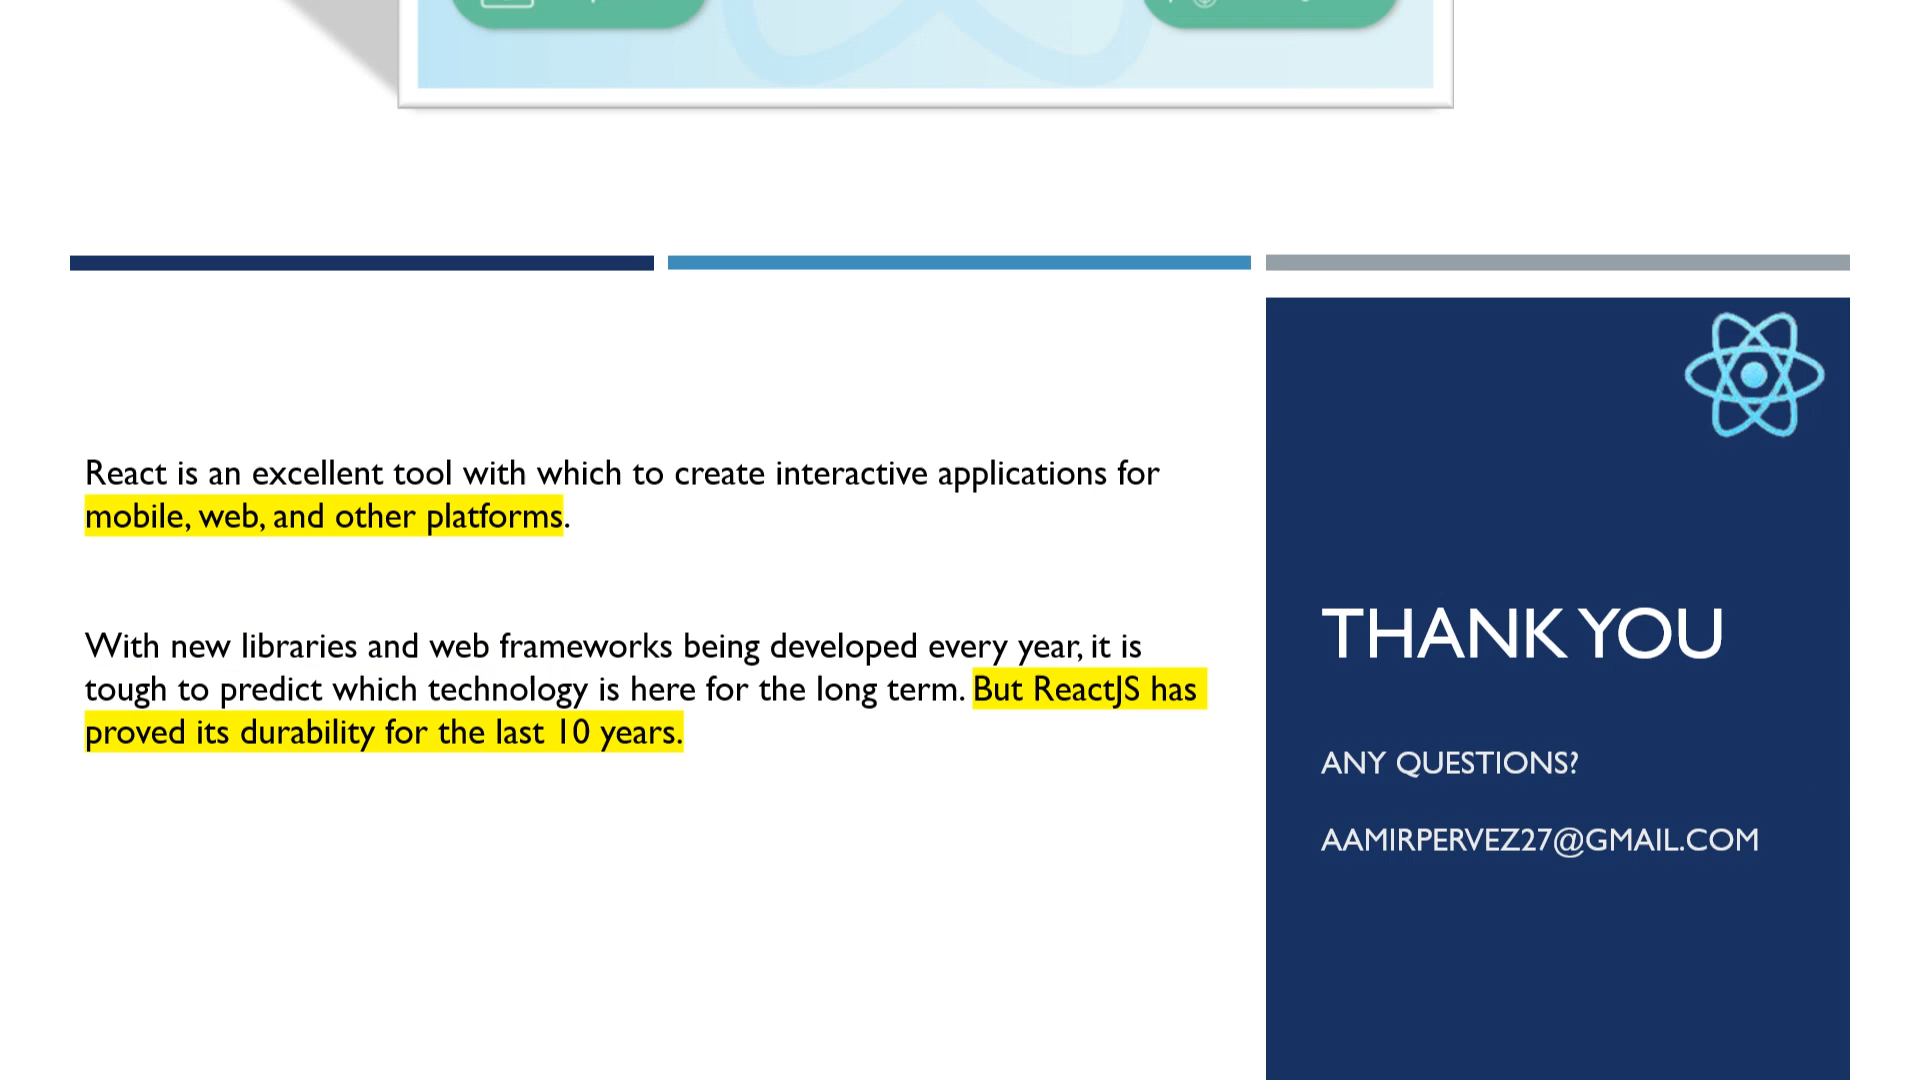 React is an excellent tool with which to create interactive applications for
mobile, web, and other platforms.
With new libraries and web frameworks being developed every year, it is
tough to predict which technology is here for the long term. But ReactJS has
proved its durability for the last 10 years.
THANK YOU
ANY QUESTIONS?
AAMIRPERVEZ27@GMAIL.COM